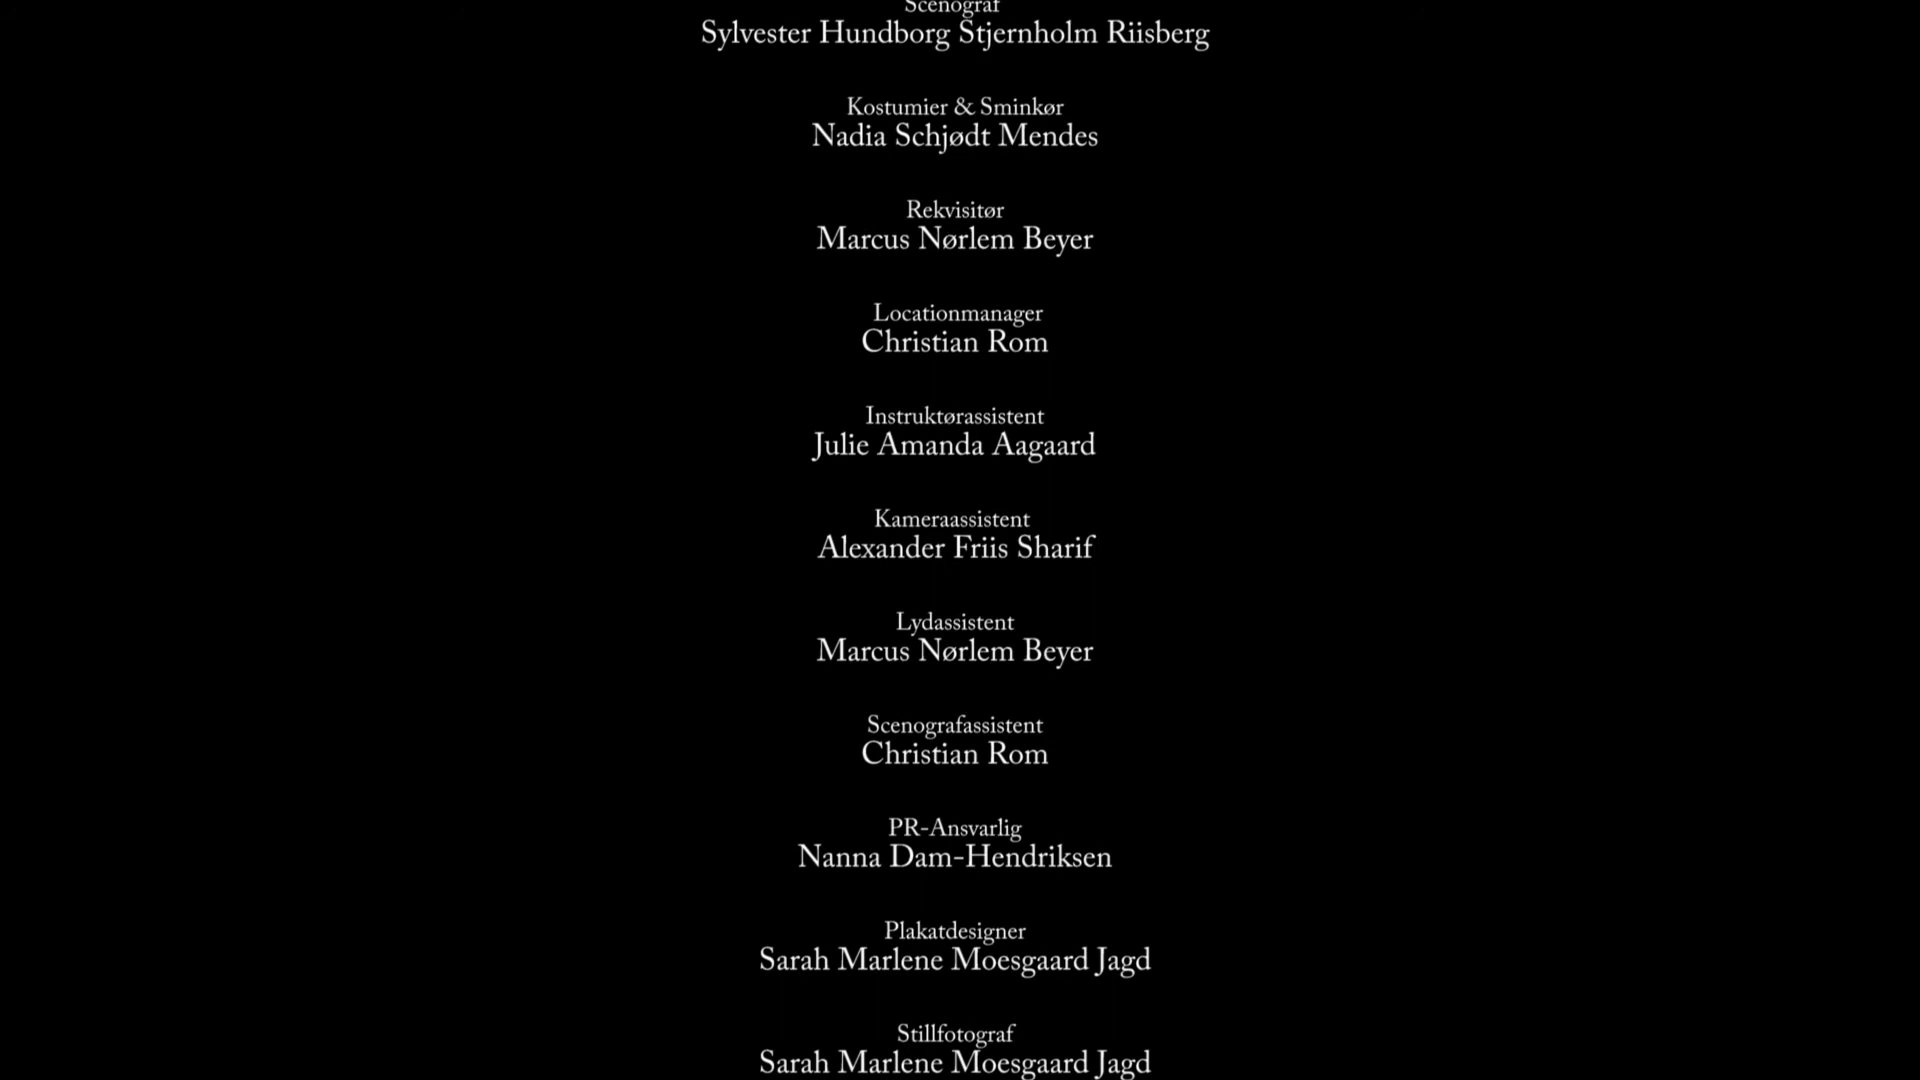 Scenograf
Sylvester Hundborg Stjernholm Riisberg
Kostumier & Sminkør
Nadia Schjødt Mendes
Rekvisitør
Marcus Nørlem Beyer
Locationmanager
Christian Rom
Instruktørassistent
Julie Amanda Aagaard
Kameraassistent
Alexander Friis Sharif
Lydassistent
Marcus Nørlem Beyer
Scenografassistent
Christian Rom
PR-Ansvarlig
Nanna Dam-Hendriksen
Plakatdesigner
Sarah Marlene Moesgaard Jagd
Stillfotograf
Sarah Marlene Moesgaard Jagd